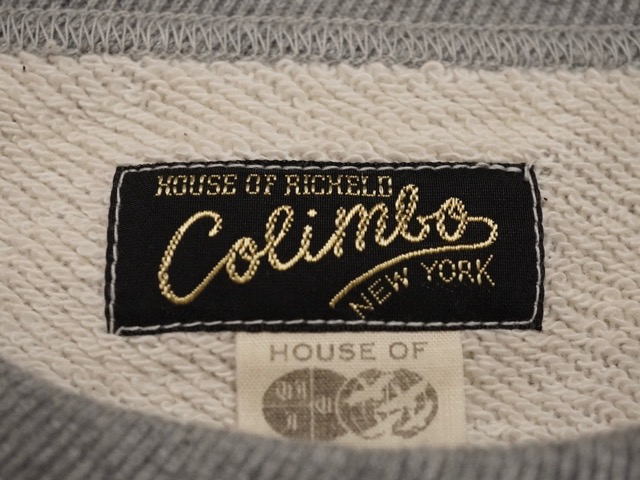 HOUSE OF RICHELO
Colimbo
NEW YORK
HOUSE OF